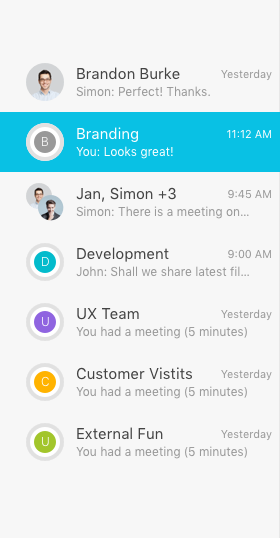 Brandon Burke Yesterday
Simon: Perfect! Thanks.
B Branding 11:12 AM
You: Looks great!
Jan, Simon +3 9:45 AM
Simon: There is a meeting on...
D Development 9:00 AM
John: Shall we share latest fil...
U UX Team Yesterday
You had a meeting (5 minutes)
C Customer Vistits Yesterday
You had a meeting (5 minutes)
U External Fun Yesterday
You had a meeting (5 minutes)